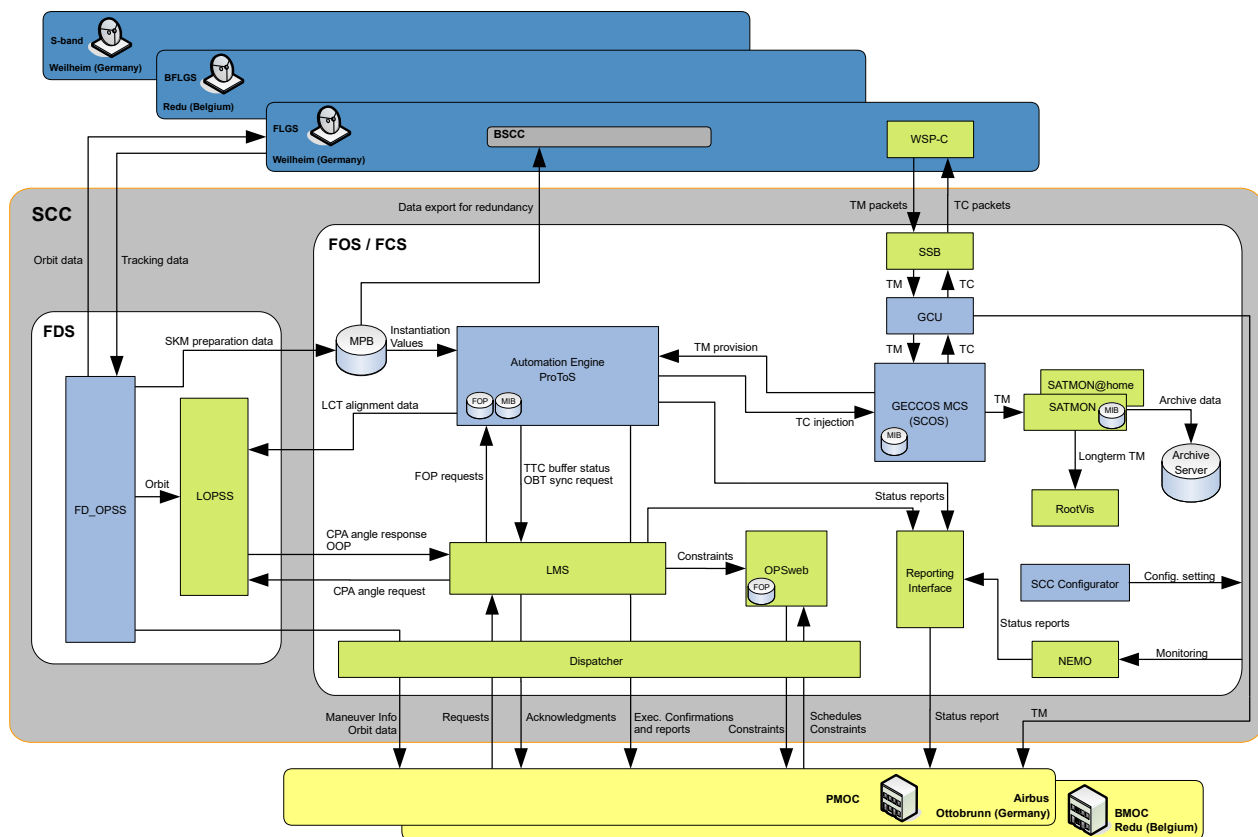 S-band
Weilheim (Germany)
BFLGS
Redu (Belgium)
FLGS
Weilheim (Germany)
BSCC
WSP-C
SCC
Data export for redundancy
TM packets
TC packets
FOS / FCS
SSB
Orbit data
Tracking data
TM
TC
GCU
FDS
SKM preparation data
MPB
Instantiation
Values
Automation Engine
ProToS
FOP
MIB
TM provision
TC injection
TM
TC
GECCOS MCS
(SCOS)
MIB
TM
SATMON@home
SATMON
MIB
Archive data
Archive
Server
Longterm TM
RootVis
LCT alignment data
FOP requests
TTC buffer status
OBT sync request
Status reports
FD_OPSS
Orbit
LOPSS
CPA angle response
OOP
CPA angle request
LMS
Constraints
OPSweb
FOP
Reporting
Interface
SCC Configurator
Config. setting
Status reports
NEMO
Monitoring
Dispatcher
Maneuver Info
Orbit data
Requests
Acknowledgments
Exec. Confirmations
and reports
Constraints
Schedules
Constraints
Status report
TM
PMOC
Airbus
Ottobrunn (Germany)
BMOC
Redu (Belgium)